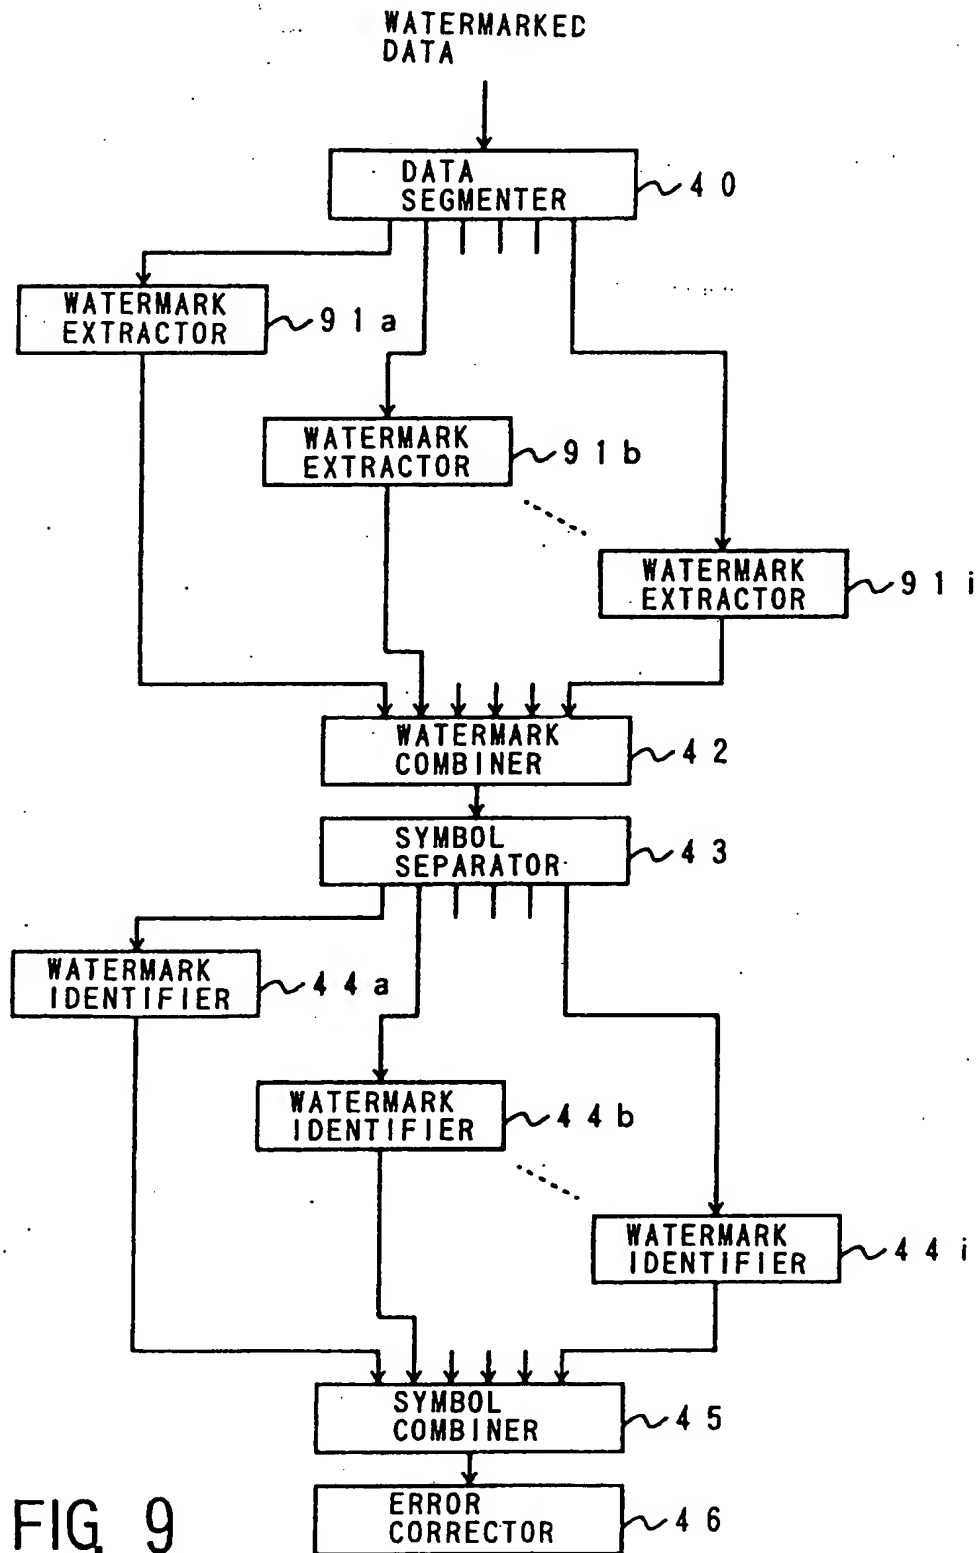 WATERMARKED
DATA
DATA
SEGMENTER
40
WATERMARK
EXTRACTOR
91a
WATERMARK
EXTRACTOR
91b
WATERMARK
EXTRACTOR
91i
WATERMARK
COMBINER
42
SYMBOL
SEPARATOR
43
WATERMARK
IDENTIFIER
44a
WATERMARK
IDENTIFIER
44b
WATERMARK
IDENTIFIER
44i
SYMBOL
COMBINER
45
ERROR
CORRECTOR
46
FIG. 9